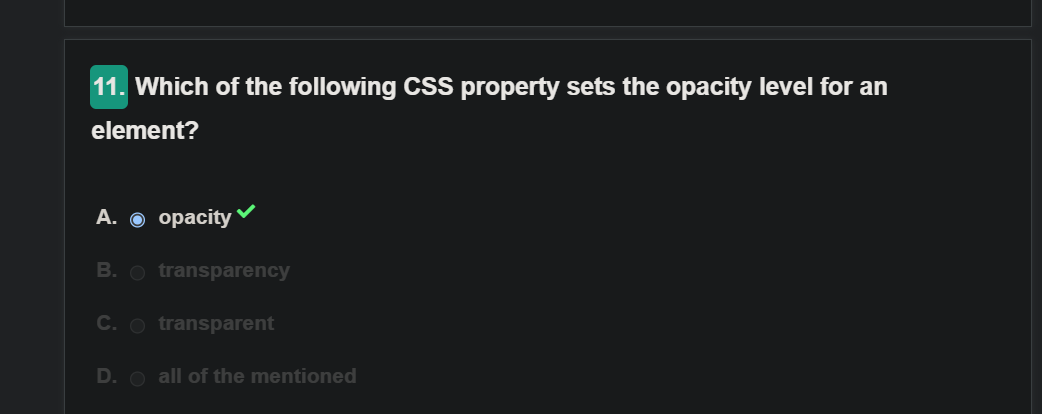 11. Which of the following CSS property sets the opacity level for an
element?
A. opacity
B. transparency
C. transparent
D. all of the mentioned